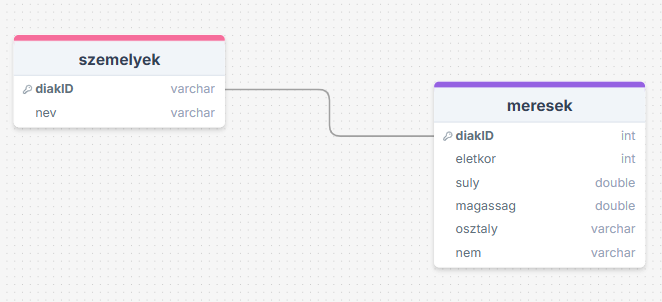 szemelyek
diakID varchar
nev varchar
meresek
diakID int
eletkor int
suly double
magassag double
osztaly varchar
nem varchar